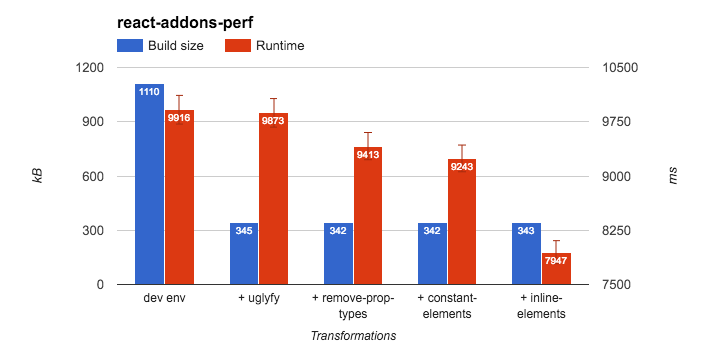 react-addons-perf
Build size Runtime
1200 10500
1110
9916
9873
900 9750
9413
9243
kB ms
600 9000
300 8250
345 342 342 343
7947
0 7500
dev env + uglyfy + remove-prop- + constant- + inline-
types elements elements
Transformations